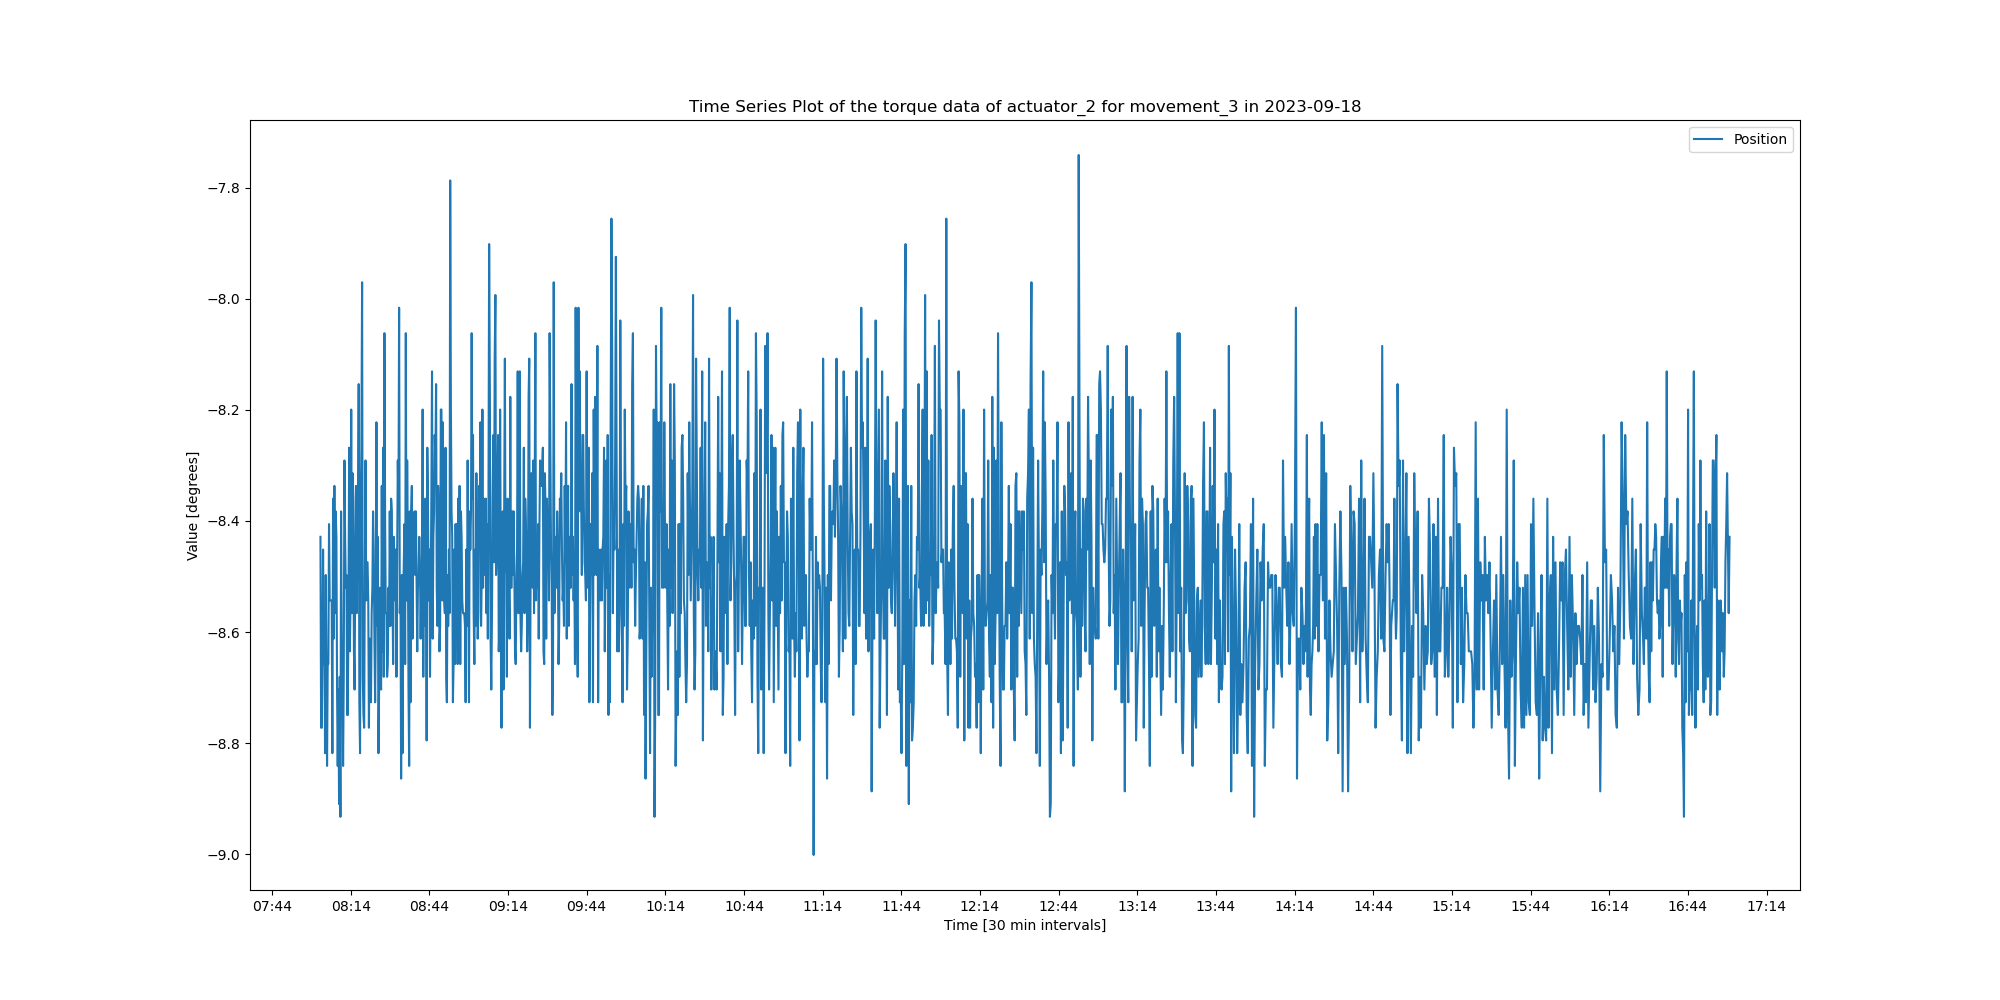 Time Series Plot of the torque data of actuator_2 for movement_3 in 2023-09-18
Position
−7.8
−8.0
−8.2
−8.4
−8.6
−8.8
−9.0
Value [degrees]
07:44 08:14 08:44 09:14 09:44 10:14 10:44 11:14 11:44 12:14 12:44 13:14 13:44 14:14 14:44 15:14 15:44 16:14 16:44 17:14
Time [30 min intervals]